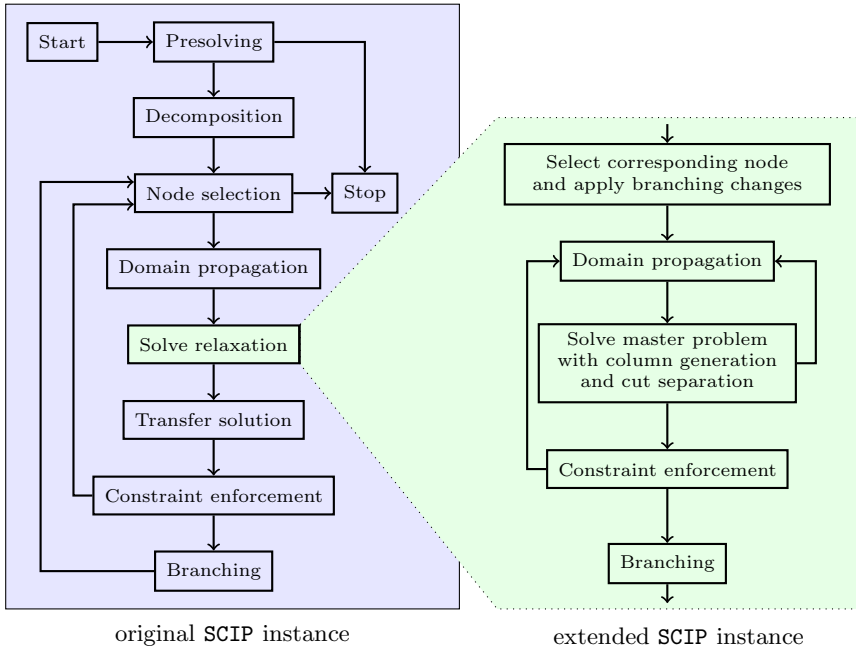 Start
Presolving
Decomposition
Node selection
Stop
Domain propagation
Solve relaxation
Transfer solution
Constraint enforcement
Branching
original SCIP instance
Select corresponding node
and apply branching changes
Domain propagation
Solve master problem
with column generation
and cut separation
Constraint enforcement
Branching
extended SCIP instance